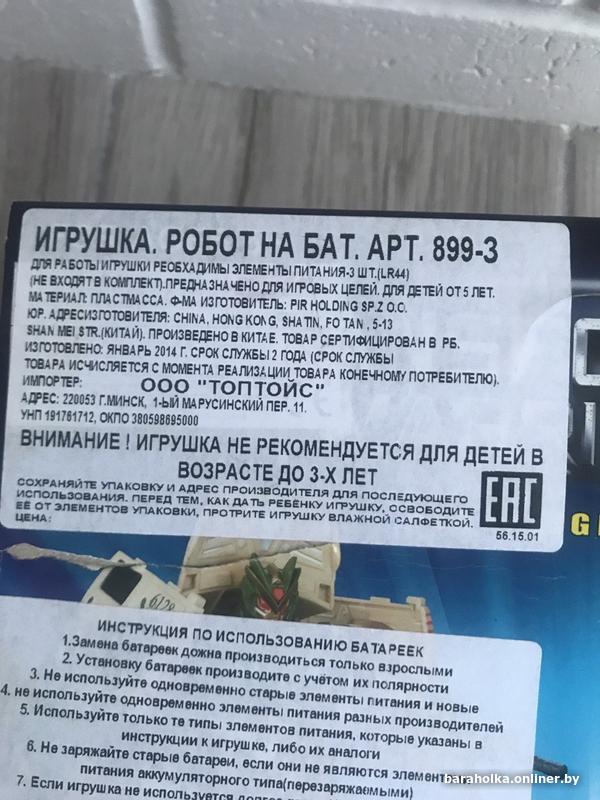 ИГРУШКА. РОБОТ НА БАТ. АРТ. 899-3
ДЛЯ РАБОТЫ ИГРУШКИ РЕОБХАДИМЫ ЭЛЕМЕНТЫ ПИТАНИЯ-3 ШТ.(LR44)
(НЕ ВХОДЯТ В КОМПЛЕКТ).ПРЕДНАЗНАЧЕНО ДЛЯ ИГРОВЫХ ЦЕЛЕЙ. ДЛЯ ДЕТЕЙ ОТ 5 ЛЕТ.
МАТЕРИАЛ: ПЛАСТМАССА. Ф-МА ИЗГОТОВИТЕЛЬ: PIR HOLDING SP.Z O.O.
ЮР. АДРЕСИЗГОТОВИТЕЛЯ: CHINA, HONG KONG, SHA TIN, FO TAN , 5-13
SHAN MEI STR.(КИТАЙ). ПРОИЗВЕДЕНО В КИТАЕ. ТОВАР СЕРТИФИЦИРОВАН В РБ.
ИЗГОТОВЛЕНО: ЯНВАРЬ 2014 Г. СРОК СЛУЖБЫ 2 ГОДА (СРОК СЛУЖБЫ
ТОВАРА ИСЧИСЛЯЕТСЯ С МОМЕНТА РЕАЛИЗАЦИИ ТОВАРА КОНЕЧНОМУ ПОТРЕБИТЕЛЮ).
ИМПОРТЕР: ООО "ТОПТОЙС"
АДРЕС: 220053 Г.МИНСК, 1-ЫЙ МАРУСИНСКИЙ ПЕР. 11.
УНП 191761712, ОКПО 380598695000
ВНИМАНИЕ ! ИГРУШКА НЕ РЕКОМЕНДУЕТСЯ ДЛЯ ДЕТЕЙ В
ВОЗРАСТЕ ДО 3-Х ЛЕТ
СОХРАНЯЙТЕ УПАКОВКУ И АДРЕС ПРОИЗВОДИТЕЛЯ ДЛЯ ПОСЛЕДУЮЩЕГО
ИСПОЛЬЗОВАНИЯ. ПЕРЕД ТЕМ, КАК ДАТЬ РЕБЁНКУ ИГРУШКУ, ОСВОБОДИТЕ
ЕЁ ОТ ЭЛЕМЕНТОВ УПАКОВКИ, ПРОТРИТЕ ИГРУШКУ ВЛАЖНОЙ САЛФЕТКОЙ.
ЦЕНА:
EAC
56.15.01
ИНСТРУКЦИЯ ПО ИСПОЛЬЗОВАНИЮ БАТАРЕЕК
1.Замена батареек дожна производиться только взрослыми
2. Установку батареек производите с учётом их полярности
3. Не используйте одновременно старые элементы питания и новые
4. не используйте одновременно элементы питания разных производителей
5. Используйте только те типы элементов питания, которые указаны в
инструкции к игрушке, либо их аналоги
6. Не заряжайте старые батареи, если они не являются элемен
питания аккумуляторного типа(перезаряжаемыми)
7. Если игрушка не используется
baraholka.onliner.by